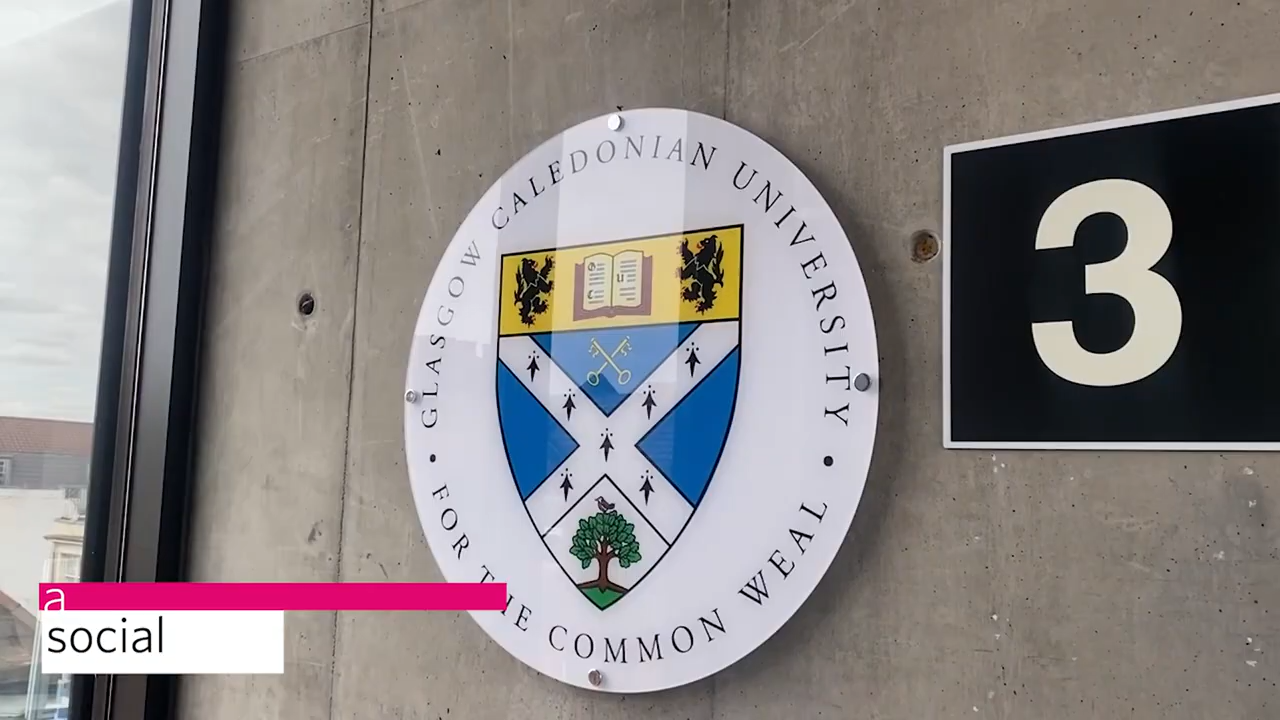 GLASGOW CALEDONIAN UNIVERSITY
• FOR THE COMMON WEAL •
3
a
social